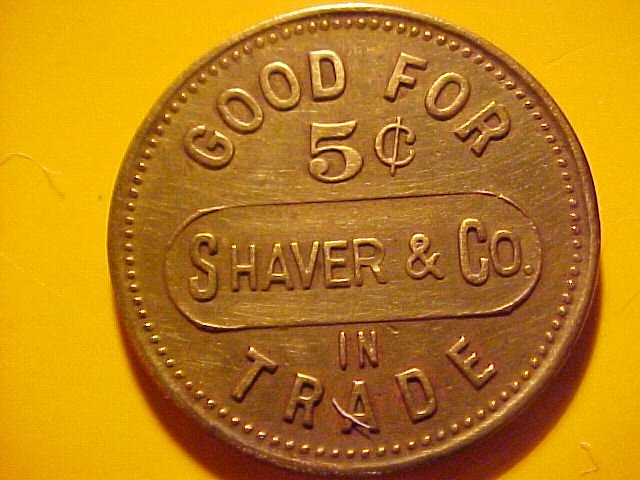 GOOD FOR
5¢
SHAVER & CO.
IN
TRADE